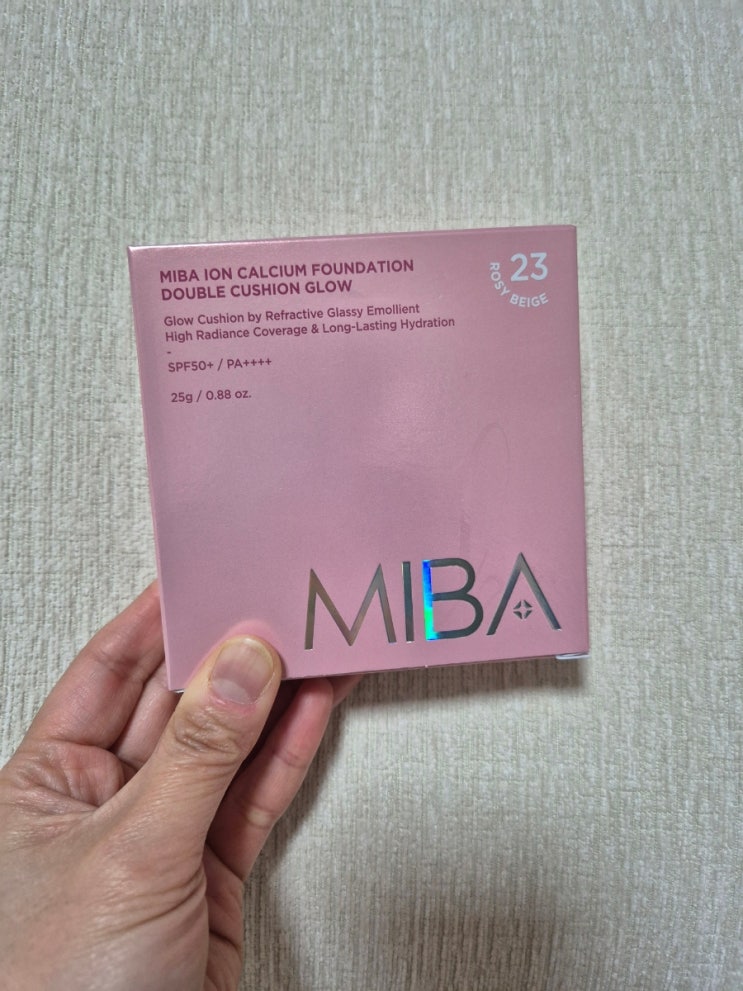 MIBA ION CALCIUM FOUNDATION
DOUBLE CUSHION GLOW
Glow Cushion by Refractive Glassy Emollient
High Radiance Coverage & Long-Lasting Hydration
-
SPF50+ / PA++++
25g / 0.88 oz.
23
ROSY BEIGE
MIBA